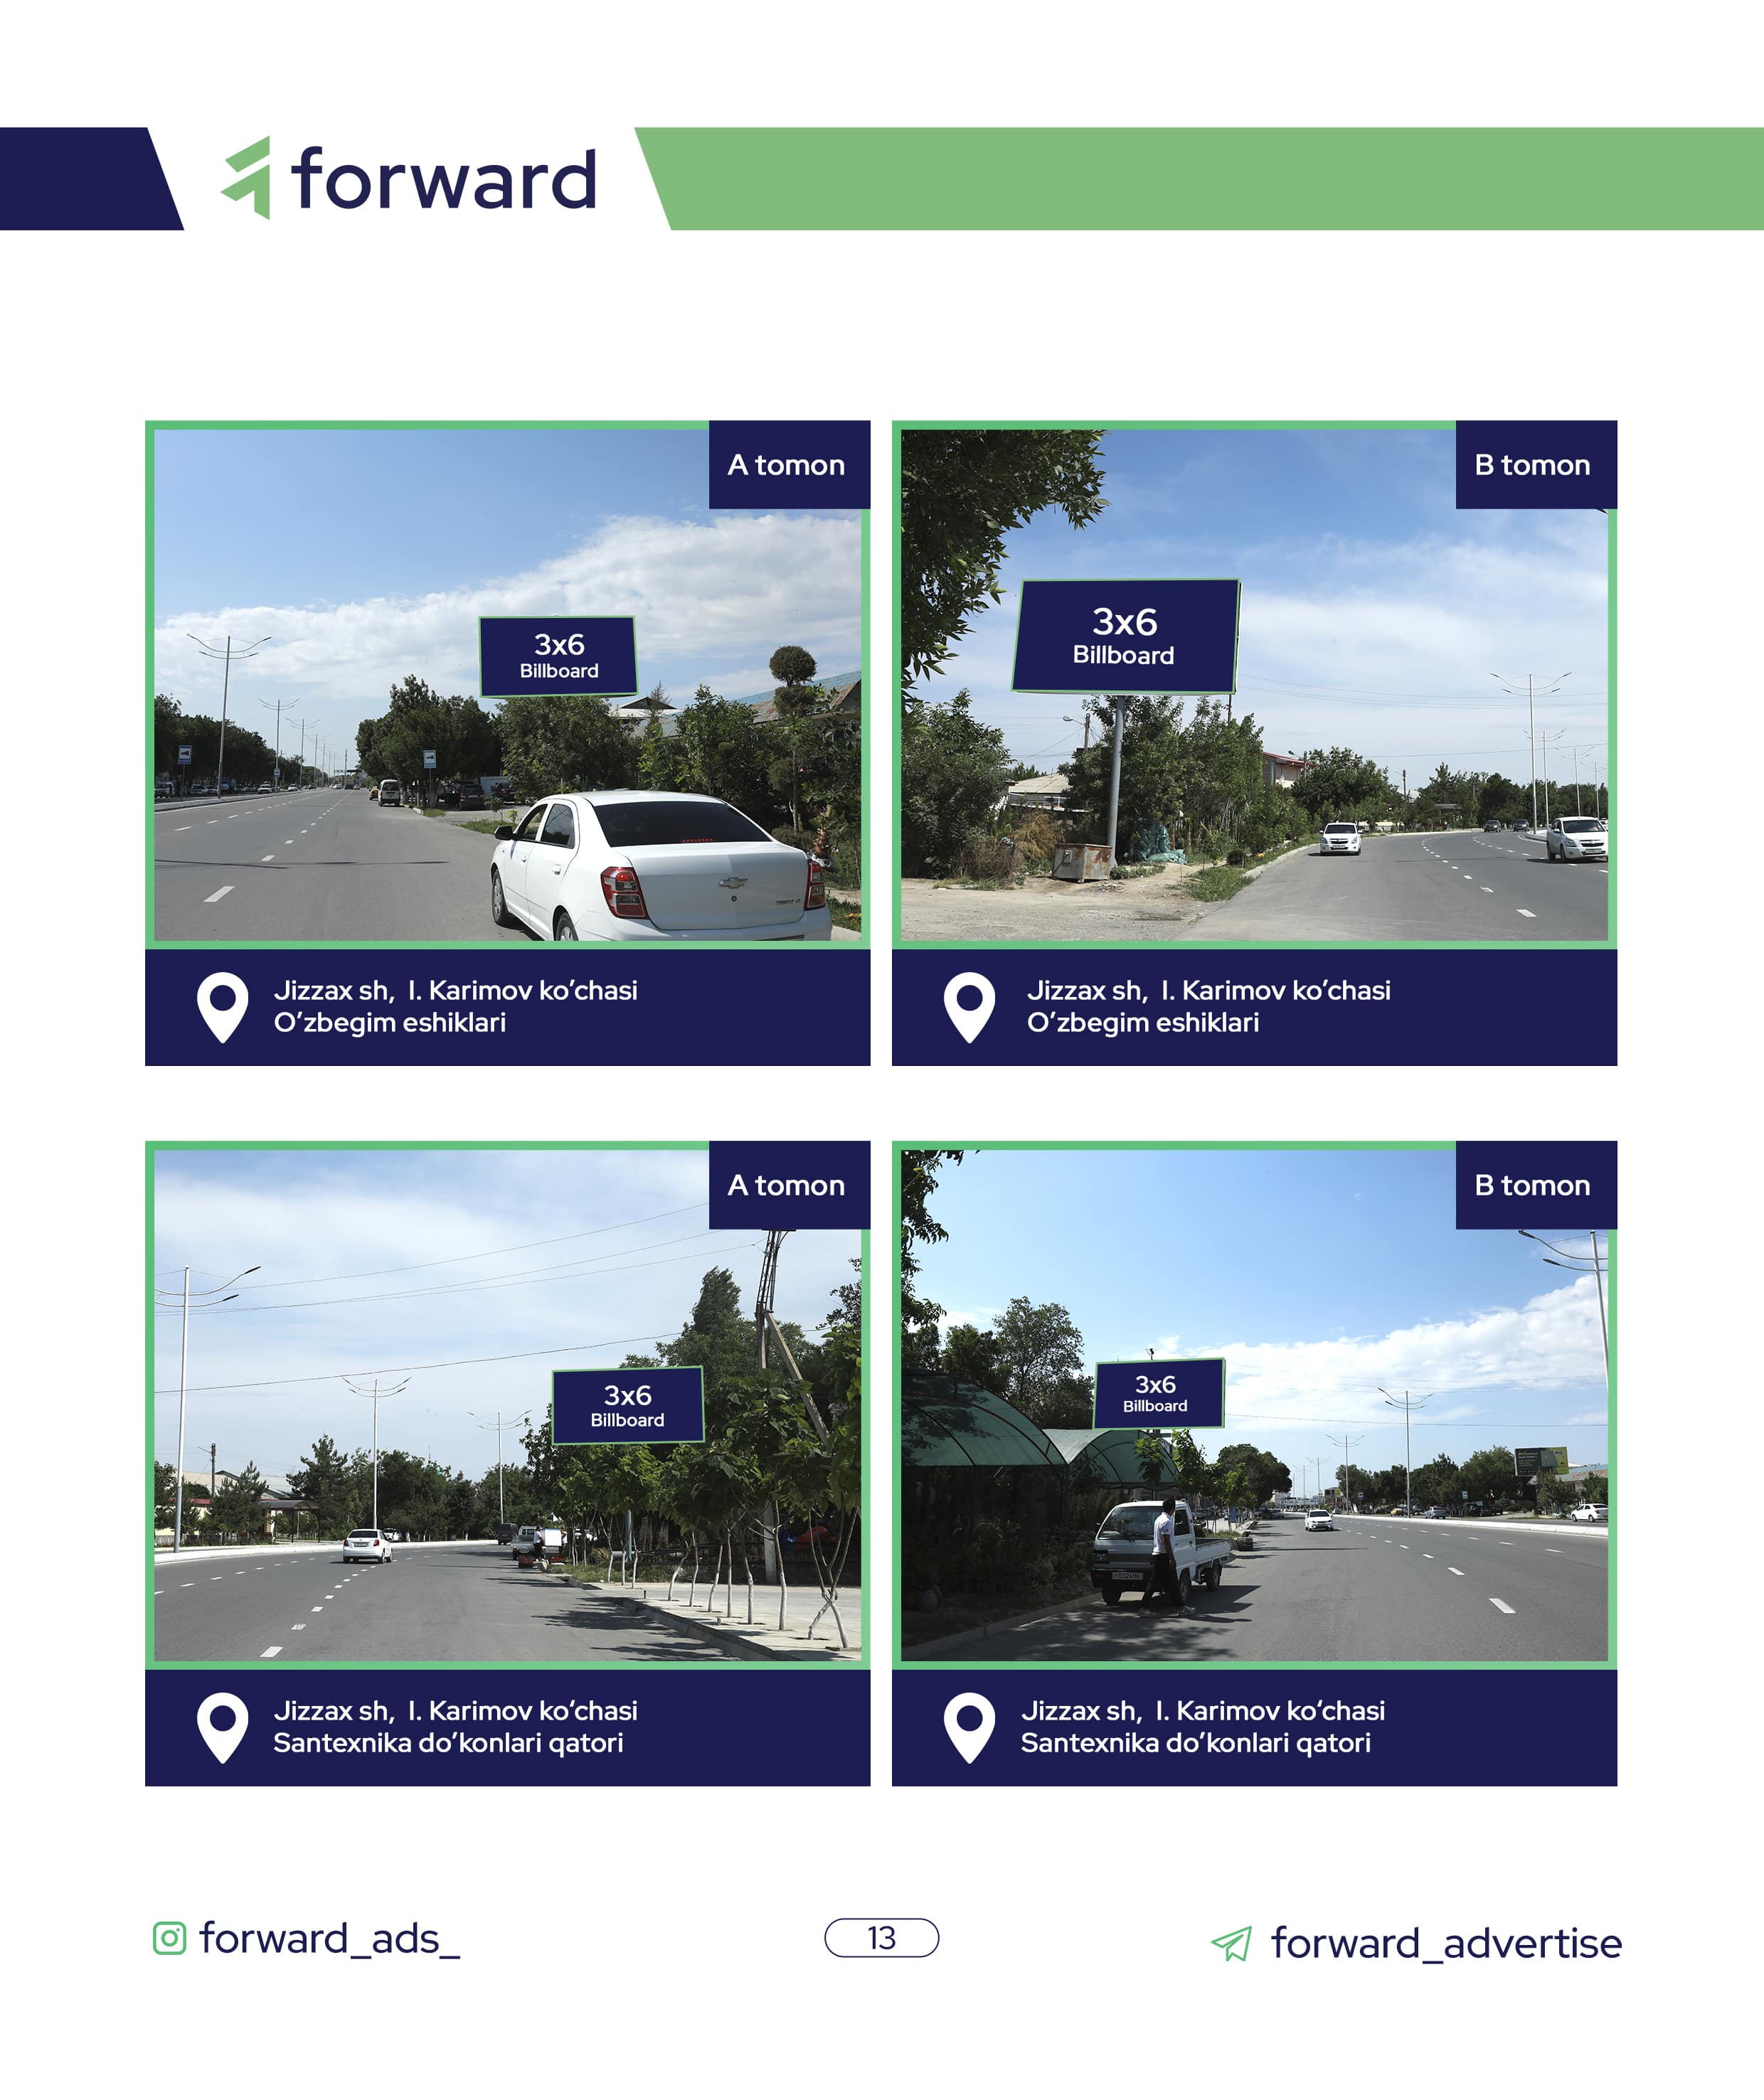 forward
A tomon
3x6
Billboard
Jizzax sh,  I. Karimov ko’chasi
O’zbegim eshiklari
B tomon
3x6
Billboard
Jizzax sh,  I. Karimov ko’chasi
O’zbegim eshiklari
A tomon
3x6
Billboard
Jizzax sh,  I. Karimov ko‘chasi
Santexnika do’konlari qatori
B tomon
3x6
Billboard
Jizzax sh,  I. Karimov ko‘chasi
Santexnika do’konlari qatori
forward_ads_
13
forward_advertise